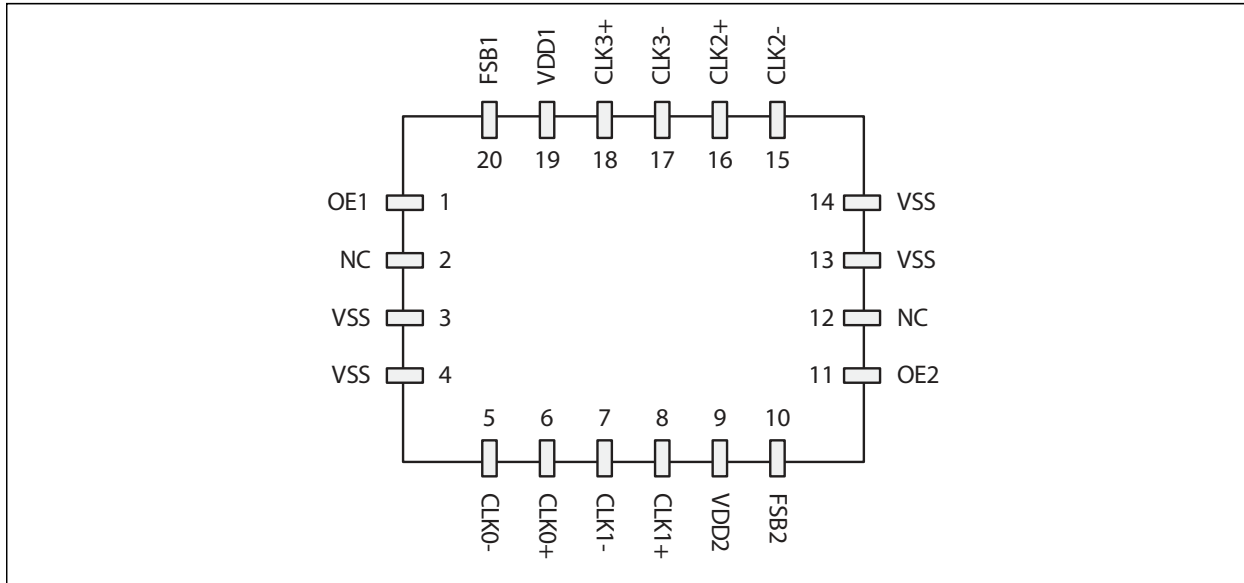 FSB1 VDD1 CLK3+ CLK3- CLK2+ CLK2-
20 19 18 17 16 15
OE1 1 14 VSS
NC 2 13 VSS
VSS 3 12 NC
VSS 4 11 OE2
5 6 7 8 9 10
CLK0- CLK0+ CLK1- CLK1+ VDD2 FSB2